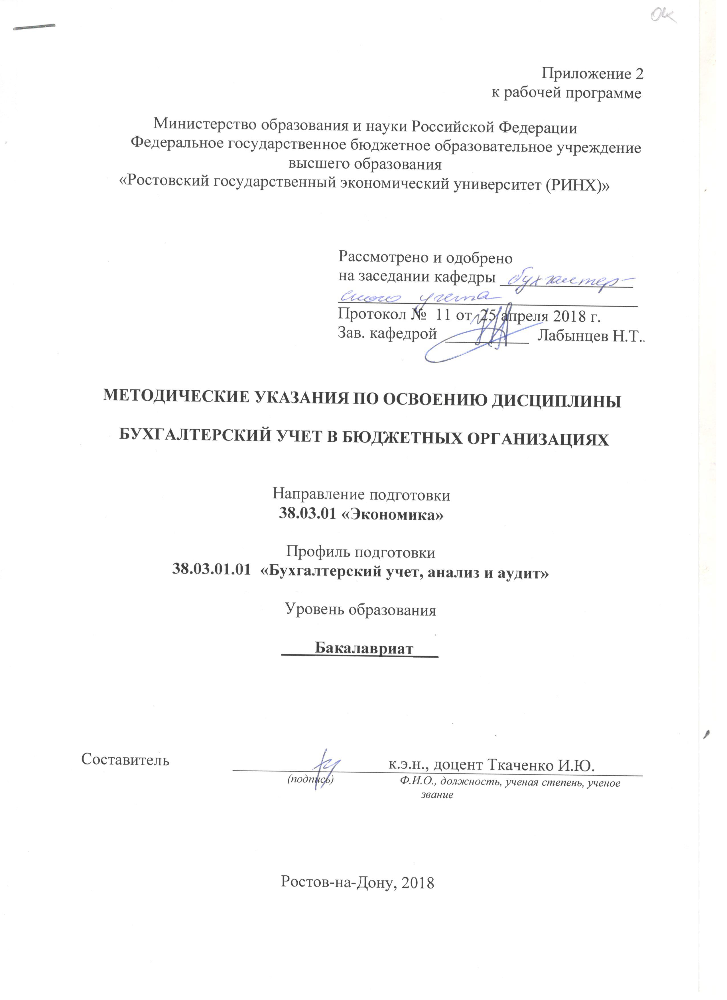 ок
Приложение 2
к рабочей программе
Министерство образования и науки Российской Федерации
Федеральное государственное бюджетное образовательное учреждение
высшего образования
«Ростовский государственный экономический университет (РИНХ)»
Рассмотрено и одобрено
на заседании кафедры бухгалтер-
ского учета
Протокол № 11 от 25 апреля 2018 г.
Зав. кафедрой Лабынцев Н.Т..
МЕТОДИЧЕСКИЕ УКАЗАНИЯ ПО ОСВОЕНИЮ ДИСЦИПЛИНЫ
БУХГАЛТЕРСКИЙ УЧЕТ В БЮДЖЕТНЫХ ОРГАНИЗАЦИЯХ
Направление подготовки
38.03.01 «Экономика»
Профиль подготовки
38.03.01.01 «Бухгалтерский учет, анализ и аудит»
Уровень образования
Бакалавриат
Составитель к.э.н., доцент Ткаченко И.Ю.
(подпись) Ф.И.О., должность, ученая степень, ученое
звание
Ростов-на-Дону, 2018